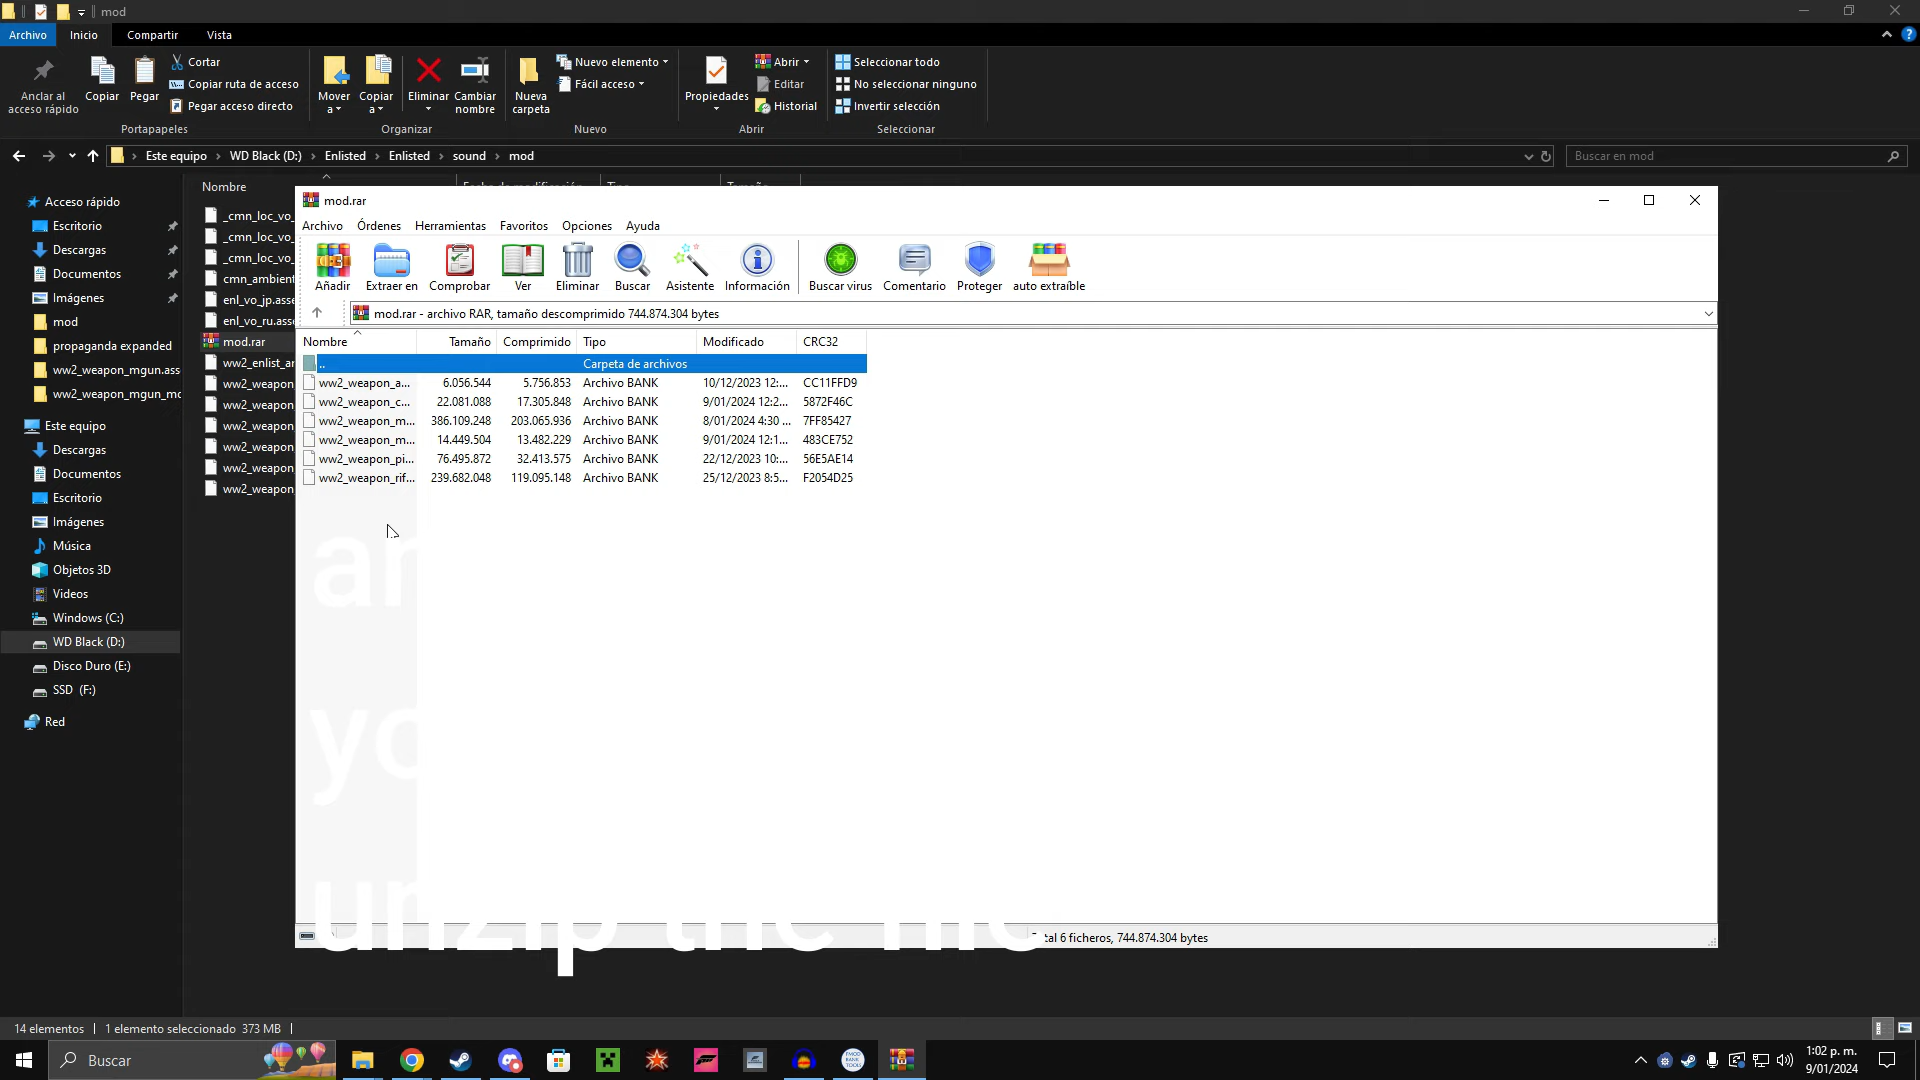 mod
Archivo Inicio Compartir Vista
Anclar al acceso rápido
Copiar
Pegar
Cortar
Copiar ruta de acceso
Pegar acceso directo
Portapapeles
Mover a
Copiar a
Eliminar
Cambiar nombre
Organizar
Nueva carpeta
Nuevo elemento
Fácil acceso
Nuevo
Propiedades
Abrir
Editar
Historial
Abrir
Seleccionar todo
No seleccionar ninguno
Invertir selección
Seleccionar
Este equipo WD Black (D:) Enlisted Enlisted sound mod
Buscar en mod
Acceso rápido
Escritorio
Descargas
Documentos
Imágenes
mod
propaganda expanded
ww2_weapon_mgun.ass
ww2_weapon_mgun_mo
Este equipo
Descargas
Documentos
Escritorio
Imágenes
Música
Objetos 3D
Videos
Windows (C:)
WD Black (D:)
Disco Duro (E:)
SSD (F:)
Red
Nombre
_cmn_loc_vo_
_cmn_loc_vo_
_cmn_loc_vo_
cmn_ambient
enl_vo_jp.asse
enl_vo_ru.asse
mod.rar
ww2_enlist_a
ww2_weapon
ww2_weapon
ww2_weapon
ww2_weapon
ww2_weapon
ww2_weapon
mod.rar
Archivo Órdenes Herramientas Favoritos Opciones Ayuda
Añadir Extraer en Comprobar Ver Eliminar Buscar Asistente Información Buscar virus Comentario Proteger auto extraíble
mod.rar - archivo RAR, tamaño descomprimido 744.874.304 bytes
Nombre Tamaño Comprimido Tipo Modificado CRC32
.. Carpeta de archivos
ww2_weapon_a... 6.056.544 5.756.853 Archivo BANK 10/12/2023 12:... CC11FFD9
ww2_weapon_c... 22.081.088 17.305.848 Archivo BANK 9/01/2024 12:2... 5872F46C
ww2_weapon_m... 386.109.248 203.065.936 Archivo BANK 8/01/2024 4:30 ... 7FF85427
ww2_weapon_m... 14.449.504 13.482.229 Archivo BANK 9/01/2024 12:1... 483CE752
ww2_weapon_pi... 76.495.872 32.413.575 Archivo BANK 22/12/2023 10:... 56E5AE14
ww2_weapon_rif... 239.682.048 119.095.148 Archivo BANK 25/12/2023 8:5... F2054D25
unzip the file
6 ficheros, 744.874.304 bytes
14 elementos 1 elemento seleccionado 373 MB
Buscar
FMOD BANK TOOLS
1:02 p. m.
9/01/2024